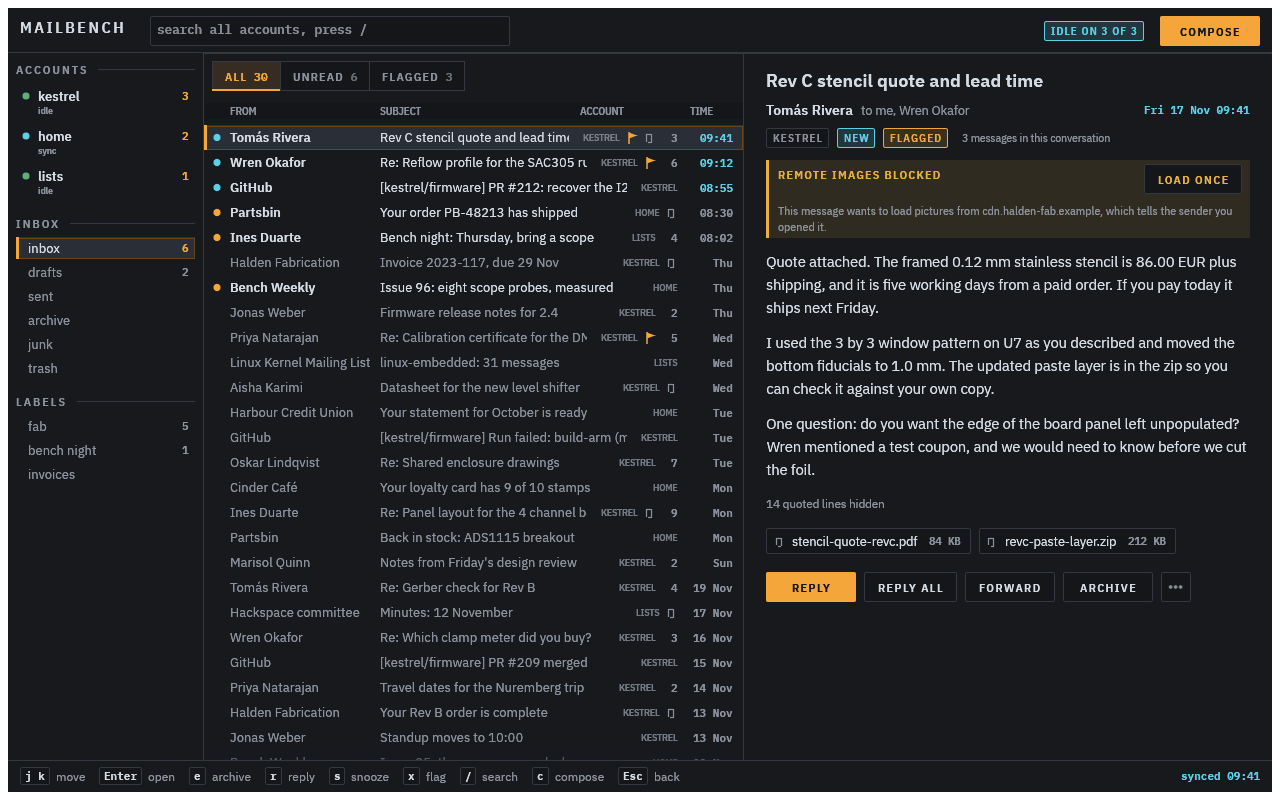 MAILBENCH
search all accounts, press /
IDLE ON 3 OF 3
COMPOSE
ACCOUNTS
kestrel 3
idle
home 2
sync
lists 1
idle
INBOX
inbox 6
drafts 2
sent
archive
junk
trash
LABELS
fab 5
bench night 1
invoices
ALL 30 UNREAD 6 FLAGGED 3
FROM SUBJECT ACCOUNT TIME
Tomás Rivera Rev C stencil quote and lead time KESTREL 3 09:41
Wren Okafor Re: Reflow profile for the SAC305 ru KESTREL 6 09:12
GitHub [kestrel/firmware] PR #212: recover the I2 KESTREL 08:55
Partsbin Your order PB-48213 has shipped HOME 08:30
Ines Duarte Bench night: Thursday, bring a scope LISTS 4 08:02
Halden Fabrication Invoice 2023-117, due 29 Nov KESTREL Thu
Bench Weekly Issue 96: eight scope probes, measured HOME Thu
Jonas Weber Firmware release notes for 2.4 KESTREL 2 Thu
Priya Natarajan Re: Calibration certificate for the DM KESTREL 5 Wed
Linux Kernel Mailing List linux-embedded: 31 messages LISTS Wed
Aisha Karimi Datasheet for the new level shifter KESTREL Wed
Harbour Credit Union Your statement for October is ready HOME Tue
GitHub [kestrel/firmware] Run failed: build-arm (m KESTREL Tue
Oskar Lindqvist Re: Shared enclosure drawings KESTREL 7 Tue
Cinder Café Your loyalty card has 9 of 10 stamps HOME Mon
Ines Duarte Re: Panel layout for the 4 channel b KESTREL 9 Mon
Partsbin Back in stock: ADS1115 breakout HOME Mon
Marisol Quinn Notes from Friday's design review KESTREL 2 Sun
Tomás Rivera Re: Gerber check for Rev B KESTREL 4 19 Nov
Hackspace committee Minutes: 12 November LISTS 17 Nov
Wren Okafor Re: Which clamp meter did you buy? KESTREL 3 16 Nov
GitHub [kestrel/firmware] PR #209 merged KESTREL 15 Nov
Priya Natarajan Travel dates for the Nuremberg trip KESTREL 2 14 Nov
Halden Fabrication Your Rev B order is complete KESTREL 13 Nov
Jonas Weber Standup moves to 10:00 KESTREL 13 Nov
Rev C stencil quote and lead time
Tomás Rivera to me, Wren Okafor Fri 17 Nov 09:41
KESTREL NEW FLAGGED 3 messages in this conversation
REMOTE IMAGES BLOCKED
LOAD ONCE
This message wants to load pictures from cdn.halden-fab.example, which tells the sender you
opened it.
Quote attached. The framed 0.12 mm stainless stencil is 86.00 EUR plus
shipping, and it is five working days from a paid order. If you pay today it
ships next Friday.
I used the 3 by 3 window pattern on U7 as you described and moved the
bottom fiducials to 1.0 mm. The updated paste layer is in the zip so you
can check it against your own copy.
One question: do you want the edge of the board panel left unpopulated?
Wren mentioned a test coupon, and we would need to know before we cut
the foil.
14 quoted lines hidden
stencil-quote-revc.pdf 84 KB revc-paste-layer.zip 212 KB
REPLY REPLY ALL FORWARD ARCHIVE •••
j k move Enter open e archive r reply s snooze x flag / search c compose Esc back
synced 09:41